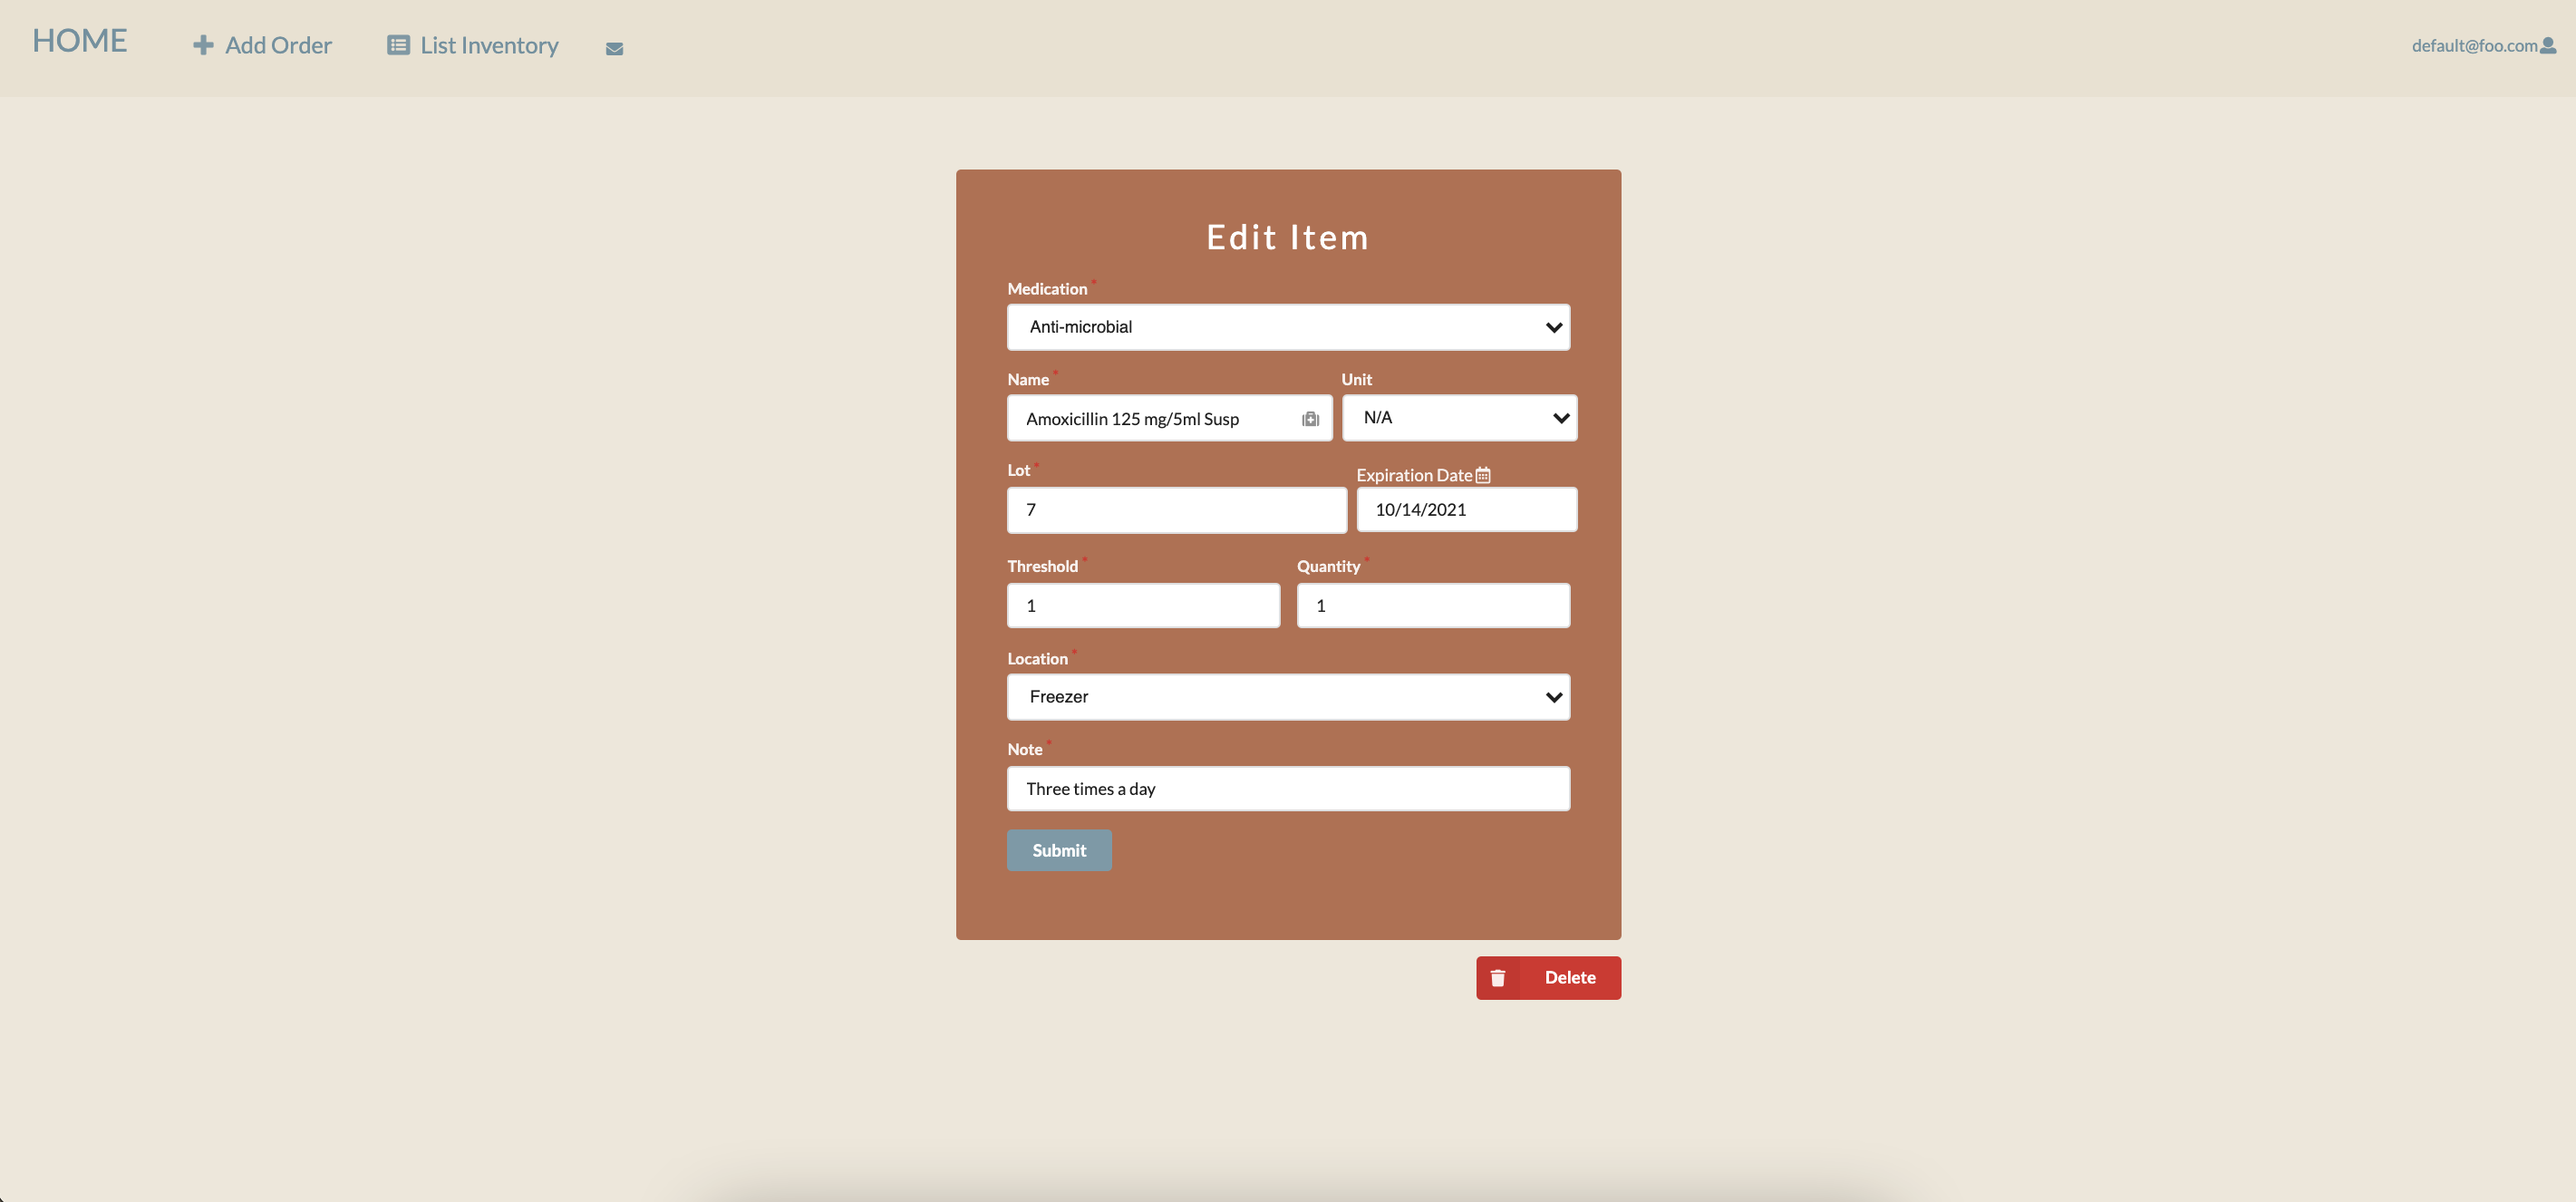 HOME
Add Order
List Inventory
default@foo.com
Edit Item
Medication *
Anti-microbial
Name * Unit
Amoxicillin 125 mg/5ml Susp N/A
Lot * Expiration Date
7 10/14/2021
Threshold * Quantity *
1 1
Location *
Freezer
Note *
Three times a day
Submit
Delete